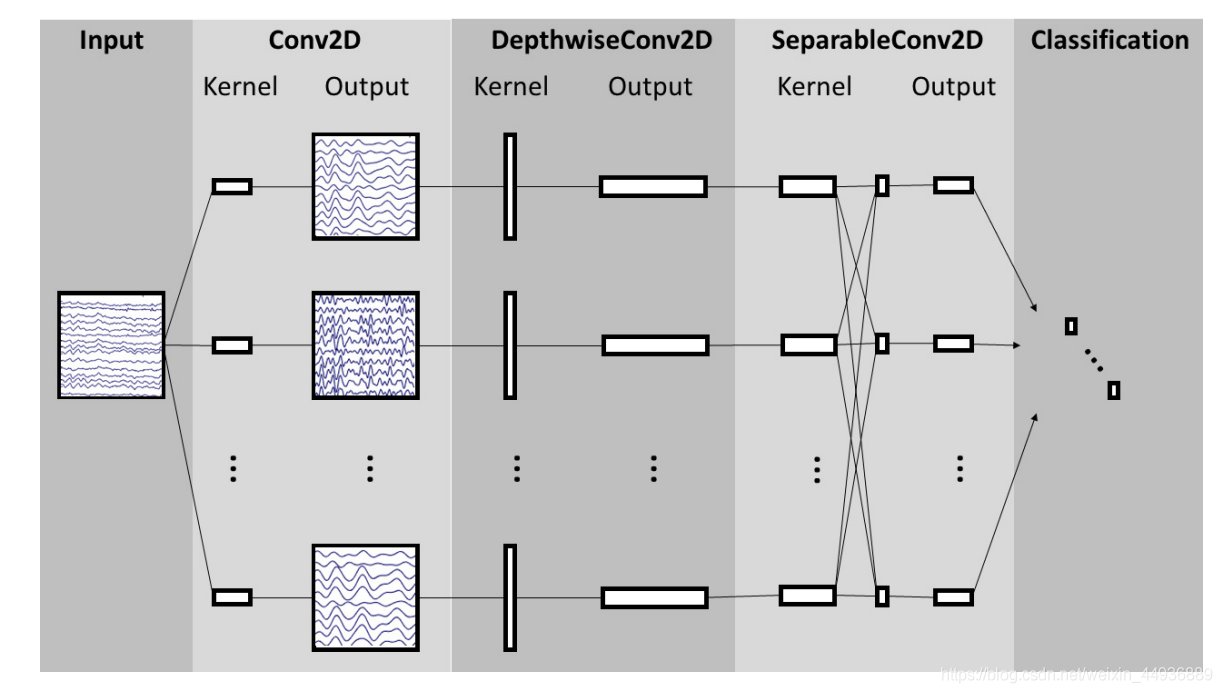 Input Conv2D DepthwiseConv2D SeparableConv2D Classification
Kernel Output Kernel Output Kernel Output
https://blog.csdn.net/weixin_44936889